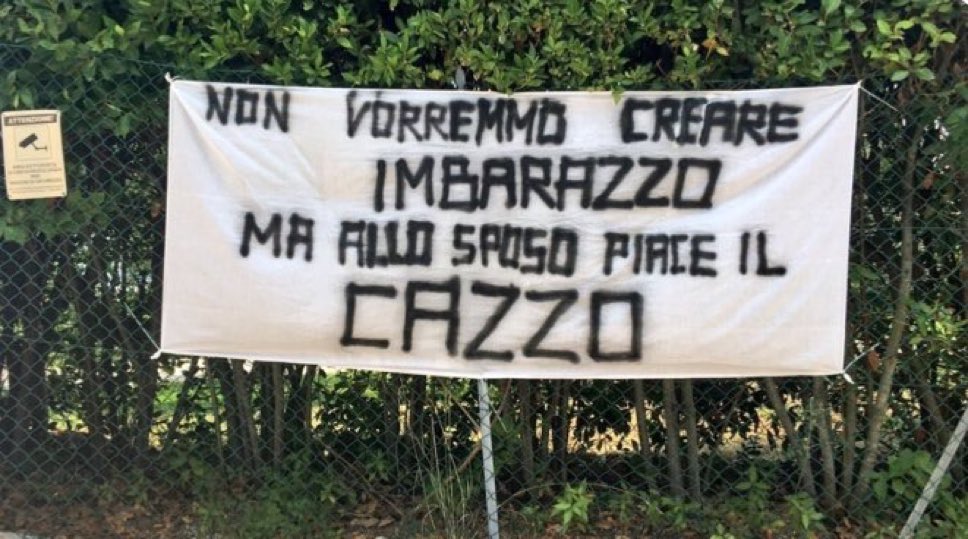 ATTENZIONE!
NON VORREMMO CREARE
IMBARAZZO
MA ALLO SPOSO PIACE IL
CAZZO